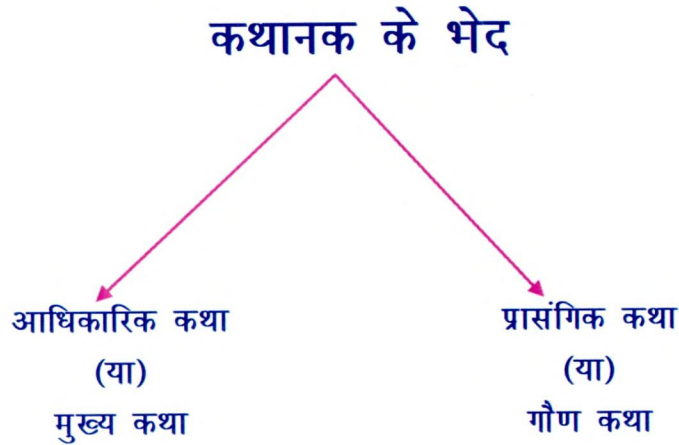 कथानक के भेद
आधिकारिक कथा
(या)
मुख्य कथा
प्रासंगिक कथा
(या)
गौण कथा